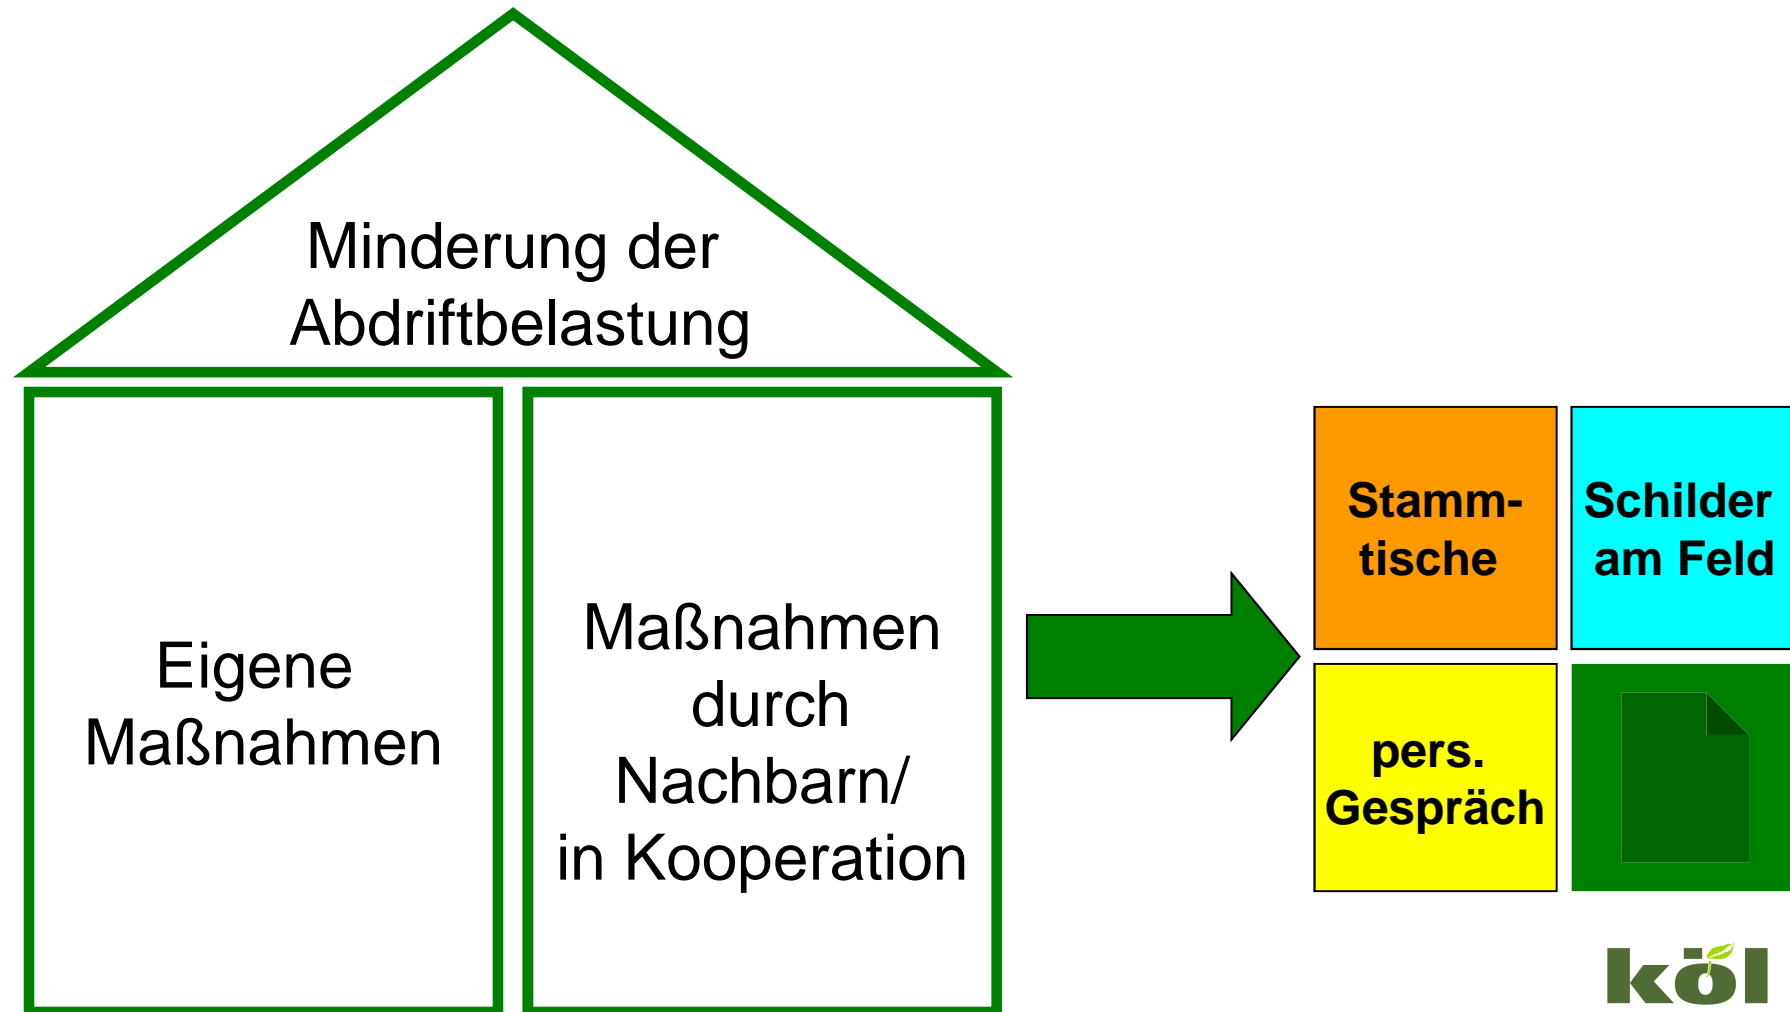 Minderung der
Abdriftbelastung
Eigene
Maßnahmen
Maßnahmen
durch
Nachbarn/
in Kooperation
Stamm-
tische
Schilder
am Feld
pers.
Gespräch
köl